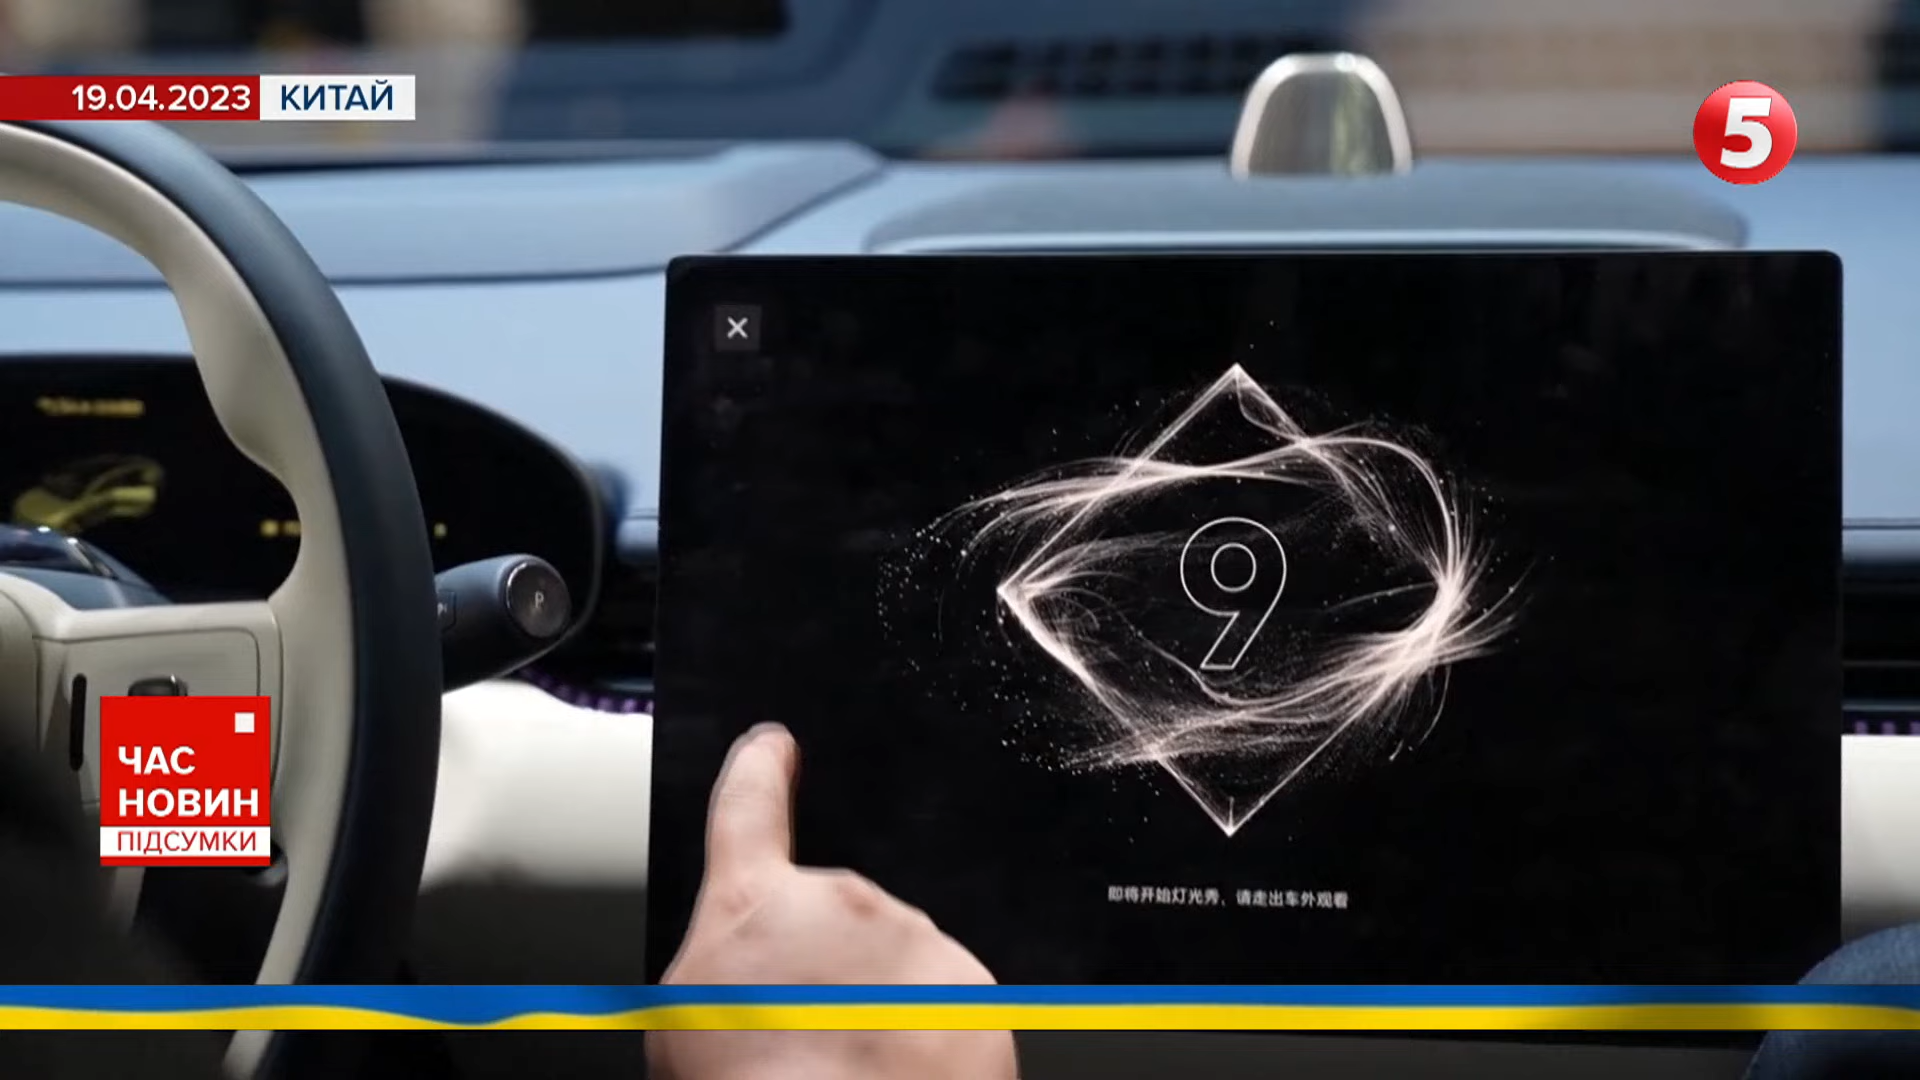 19.04.2023 КИТАЙ
5
9
P
ЧАС
НОВИН
ПІДСУМКИ
即将开始灯光秀，请走出车外观看